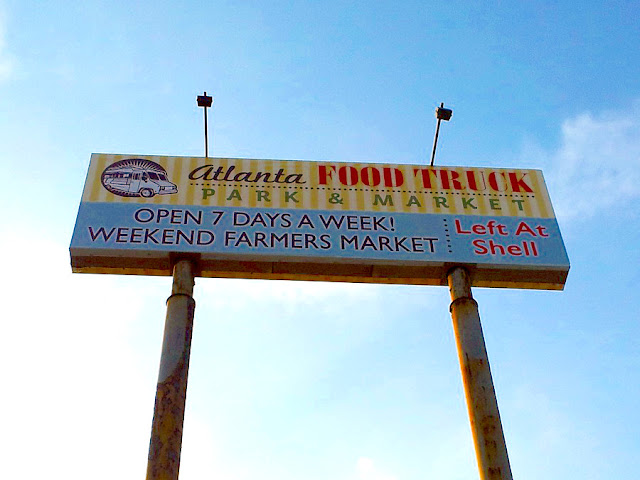 Atlanta FOOD TRUCK
PARK & MARKET
OPEN 7 DAYS A WEEK!
WEEKEND FARMERS MARKET
Left At
Shell